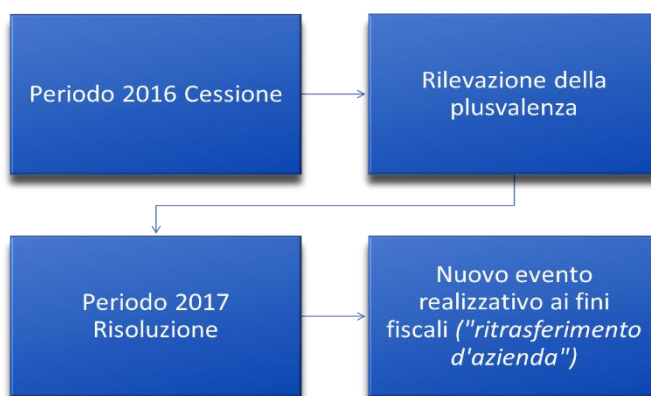 Periodo 2016 Cessione
Rilevazione della
plusvalenza
Periodo 2017
Risoluzione
Nuovo evento
realizzativo ai fini
fiscali ("ritrasferimento
d'azienda")